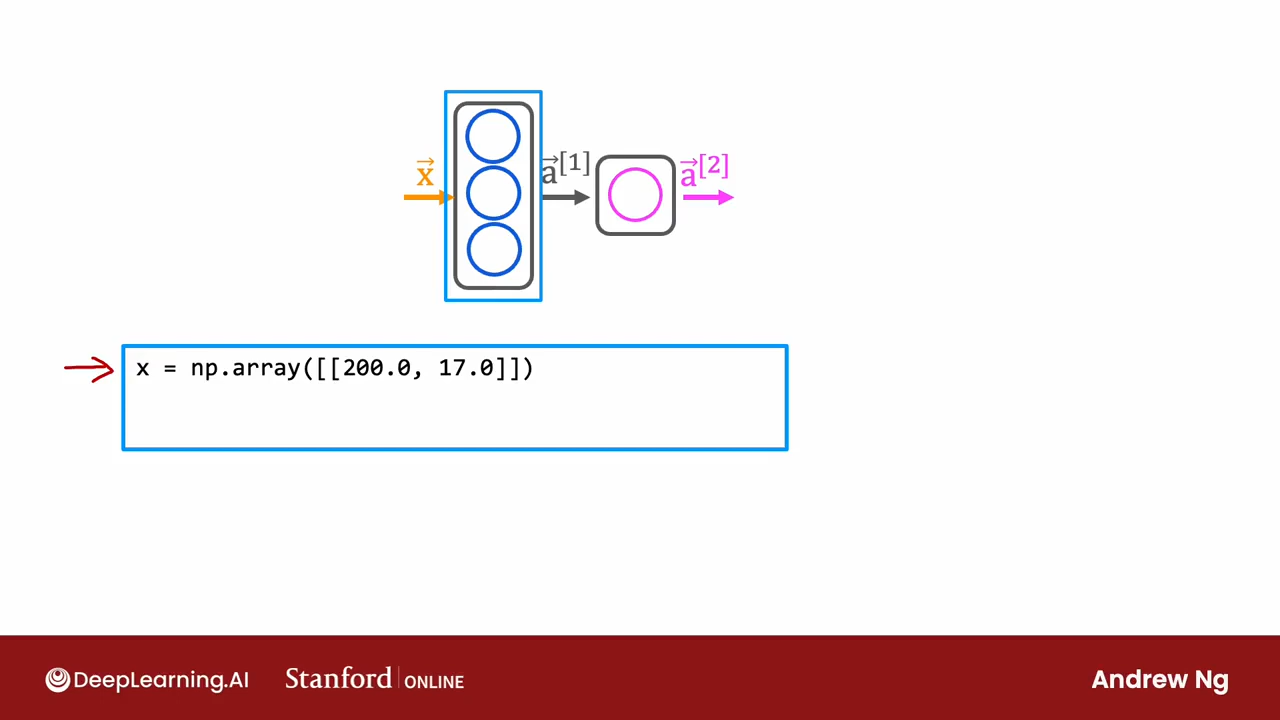 x⃗
a⃗[1]
a⃗[2]
x = np.array([[200.0, 17.0]])
DeepLearning.AI
Stanford | ONLINE
Andrew Ng